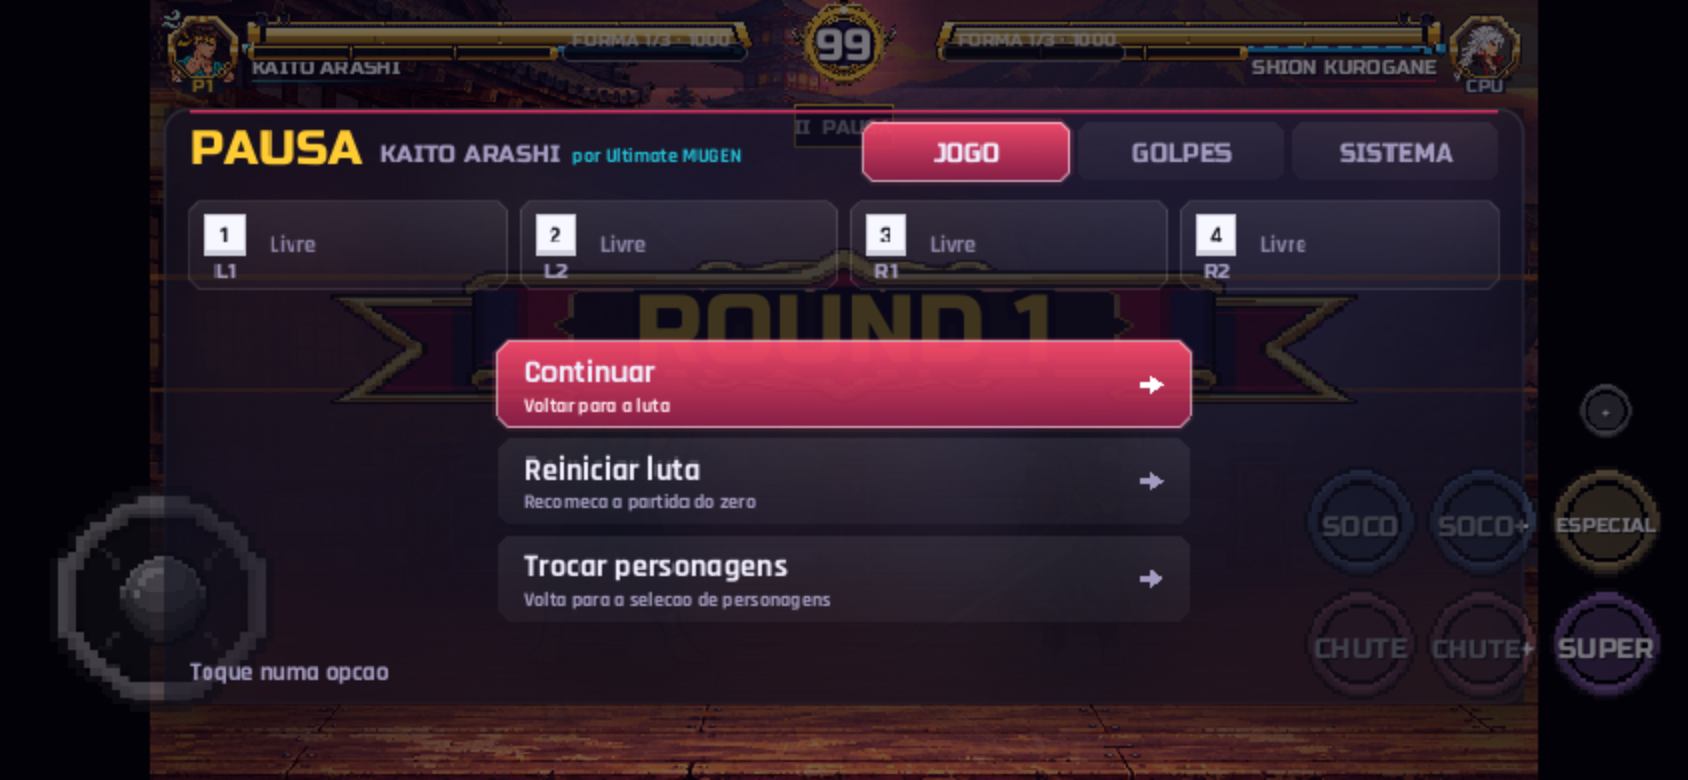 FORMA 1/3 - 1000
99
FORMA 1/3 - 1000
KAITO ARASHI
SHION KUROGANE
P1
CPU
II PAUSA
PAUSA KAITO ARASHI por Ultimate MUGEN
JOGO
GOLPES
SISTEMA
1 Livre
L1
2 Livre
L2
3 Livre
R1
4 Livre
R2
ROUND 1
Continuar
Voltar para a luta
Reiniciar luta
Recomeca a partida do zero
Trocar personagens
Volta para a selecao de personagens
SOCO
SOCO+
ESPECIAL
CHUTE
CHUTE+
SUPER
Toque numa opcao